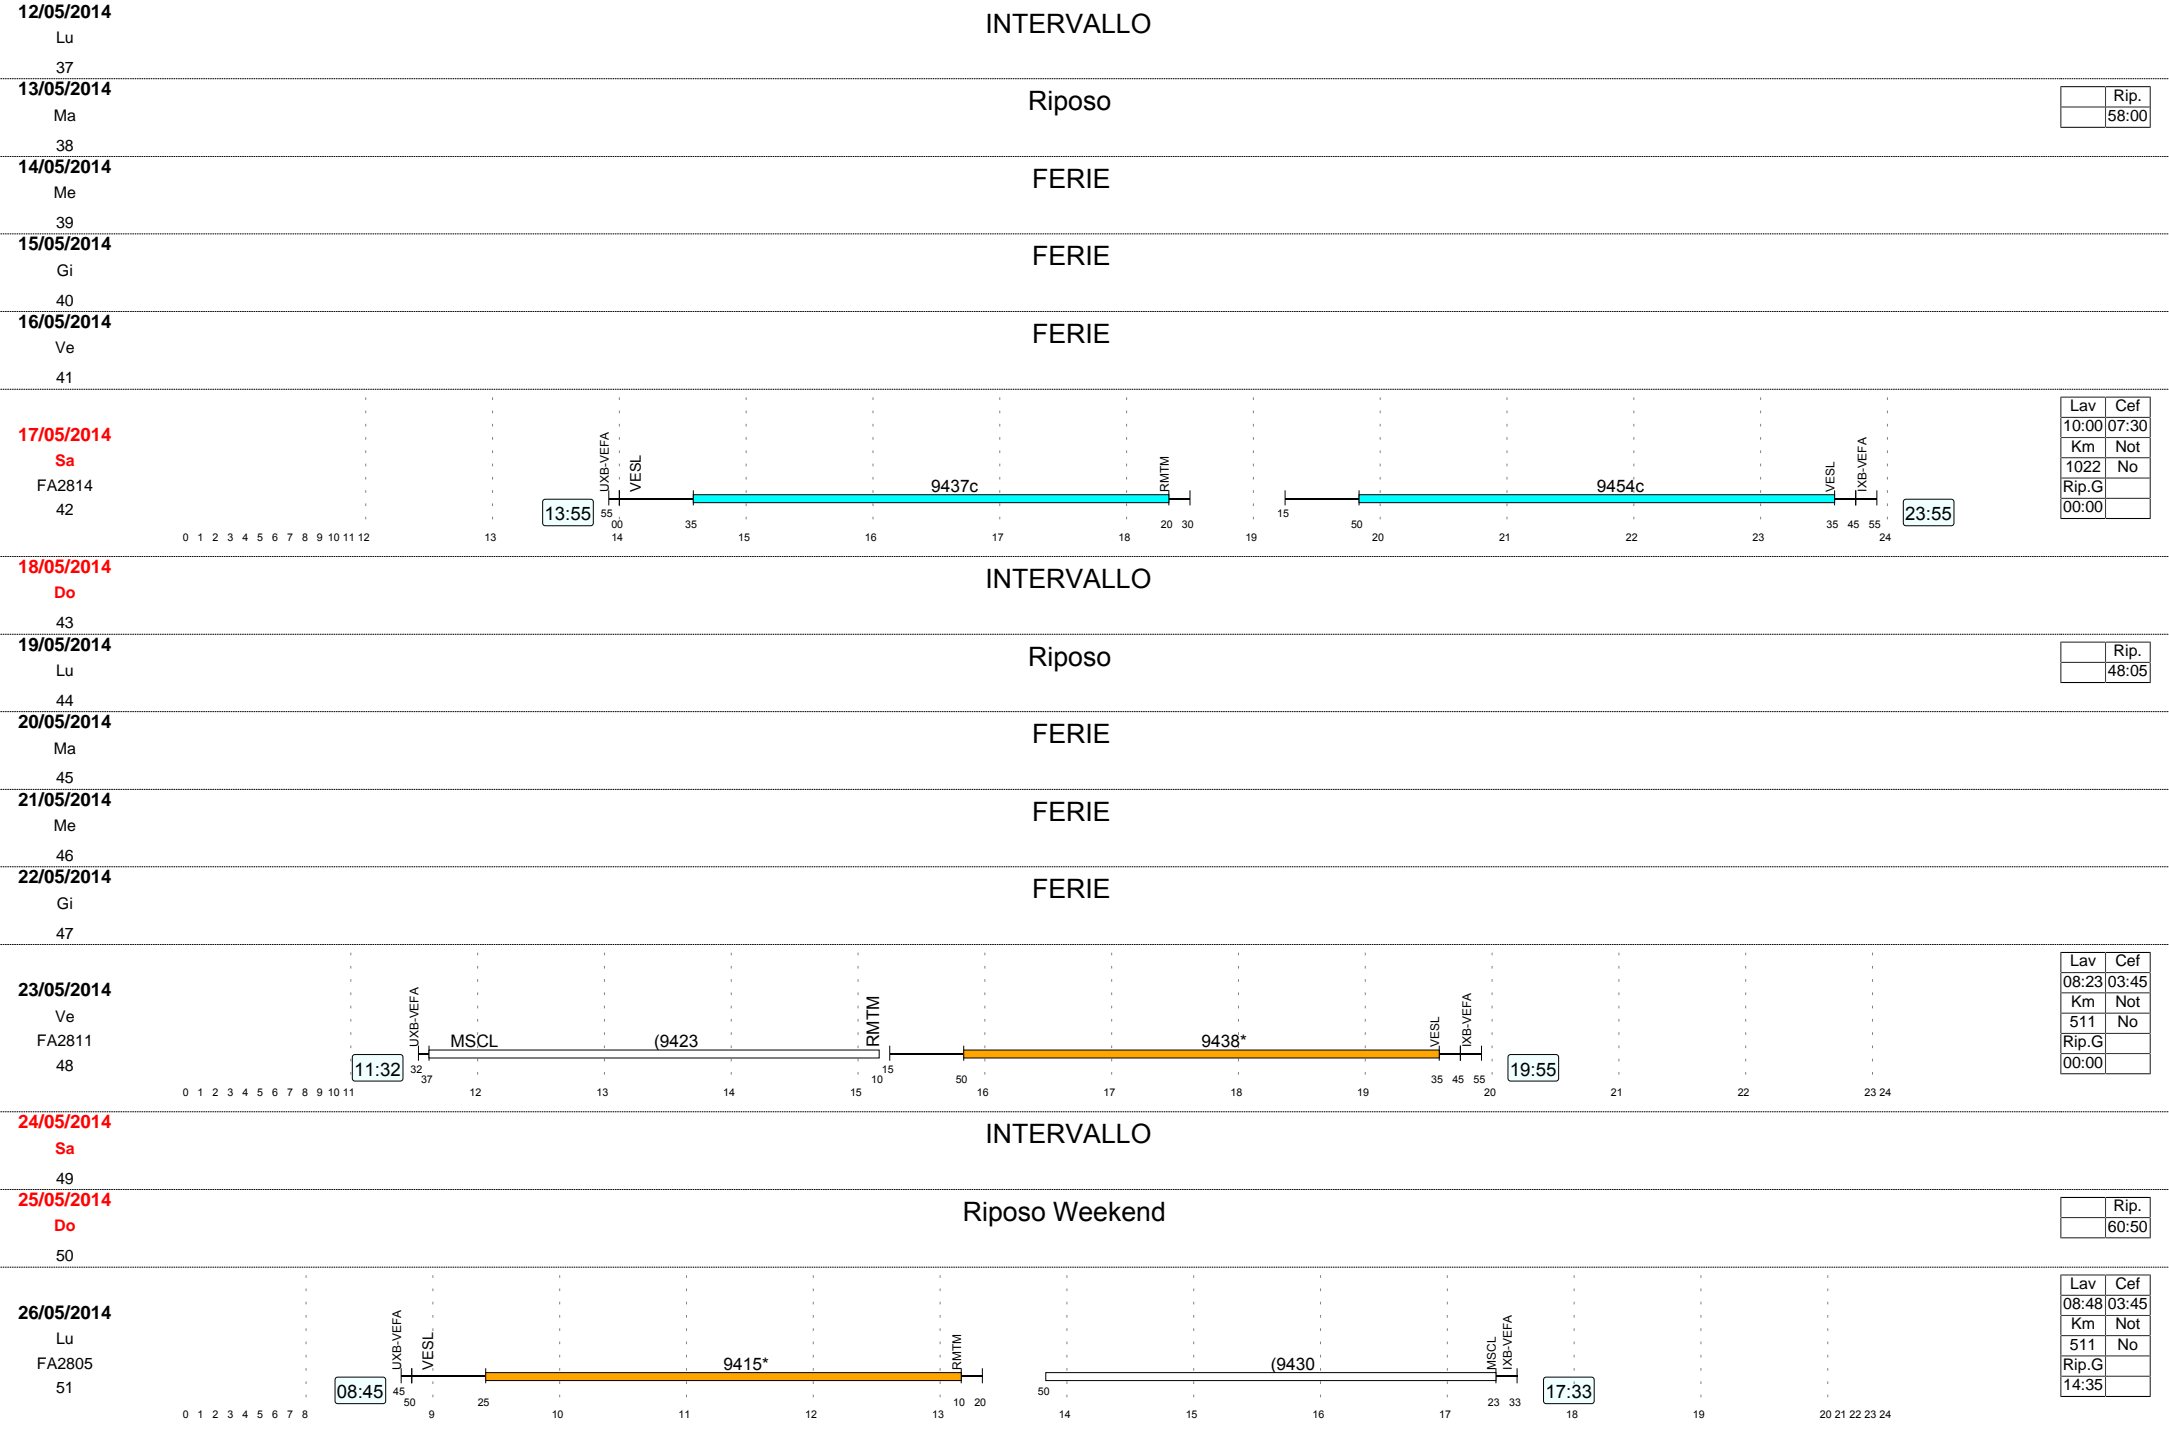 12/05/2014
Lu
37
INTERVALLO
13/05/2014
Ma
38
Riposo
Rip.
58:00
14/05/2014
Me
39
FERIE
15/05/2014
Gi
40
FERIE
16/05/2014
Ve
41
FERIE
17/05/2014
Sa
FA2814
42
13:55
UXB-VEFA
VESL
9437c
RMTM
9454c
VESL
IXB-VEFA
23:55
55 00 35 20 30 15 50 35 45 55
0 1 2 3 4 5 6 7 8 9 10 11 12 13 14 15 16 17 18 19 20 21 22 23 24
Lav Cef
10:00 07:30
Km Not
1022 No
Rip.G
00:00
18/05/2014
Do
43
INTERVALLO
19/05/2014
Lu
44
Riposo
Rip.
48:05
20/05/2014
Ma
45
FERIE
21/05/2014
Me
46
FERIE
22/05/2014
Gi
47
FERIE
23/05/2014
Ve
FA2811
48
11:32
UXB-VEFA
MSCL
(9423
RMTM
9438*
VESL
IXB-VEFA
19:55
32 37 10 15 50 35 45 55
0 1 2 3 4 5 6 7 8 9 10 11 12 13 14 15 16 17 18 19 20 21 22 23 24
Lav Cef
08:23 03:45
Km Not
511 No
Rip.G
00:00
24/05/2014
Sa
49
INTERVALLO
25/05/2014
Do
50
Riposo Weekend
Rip.
60:50
26/05/2014
Lu
FA2805
51
08:45
UXB-VEFA
VESL
9415*
RMTM
(9430
MSCL
IXB-VEFA
17:33
45 50 25 10 20 50 23 33
0 1 2 3 4 5 6 7 8 9 10 11 12 13 14 15 16 17 18 19 20 21 22 23 24
Lav Cef
08:48 03:45
Km Not
511 No
Rip.G
14:35